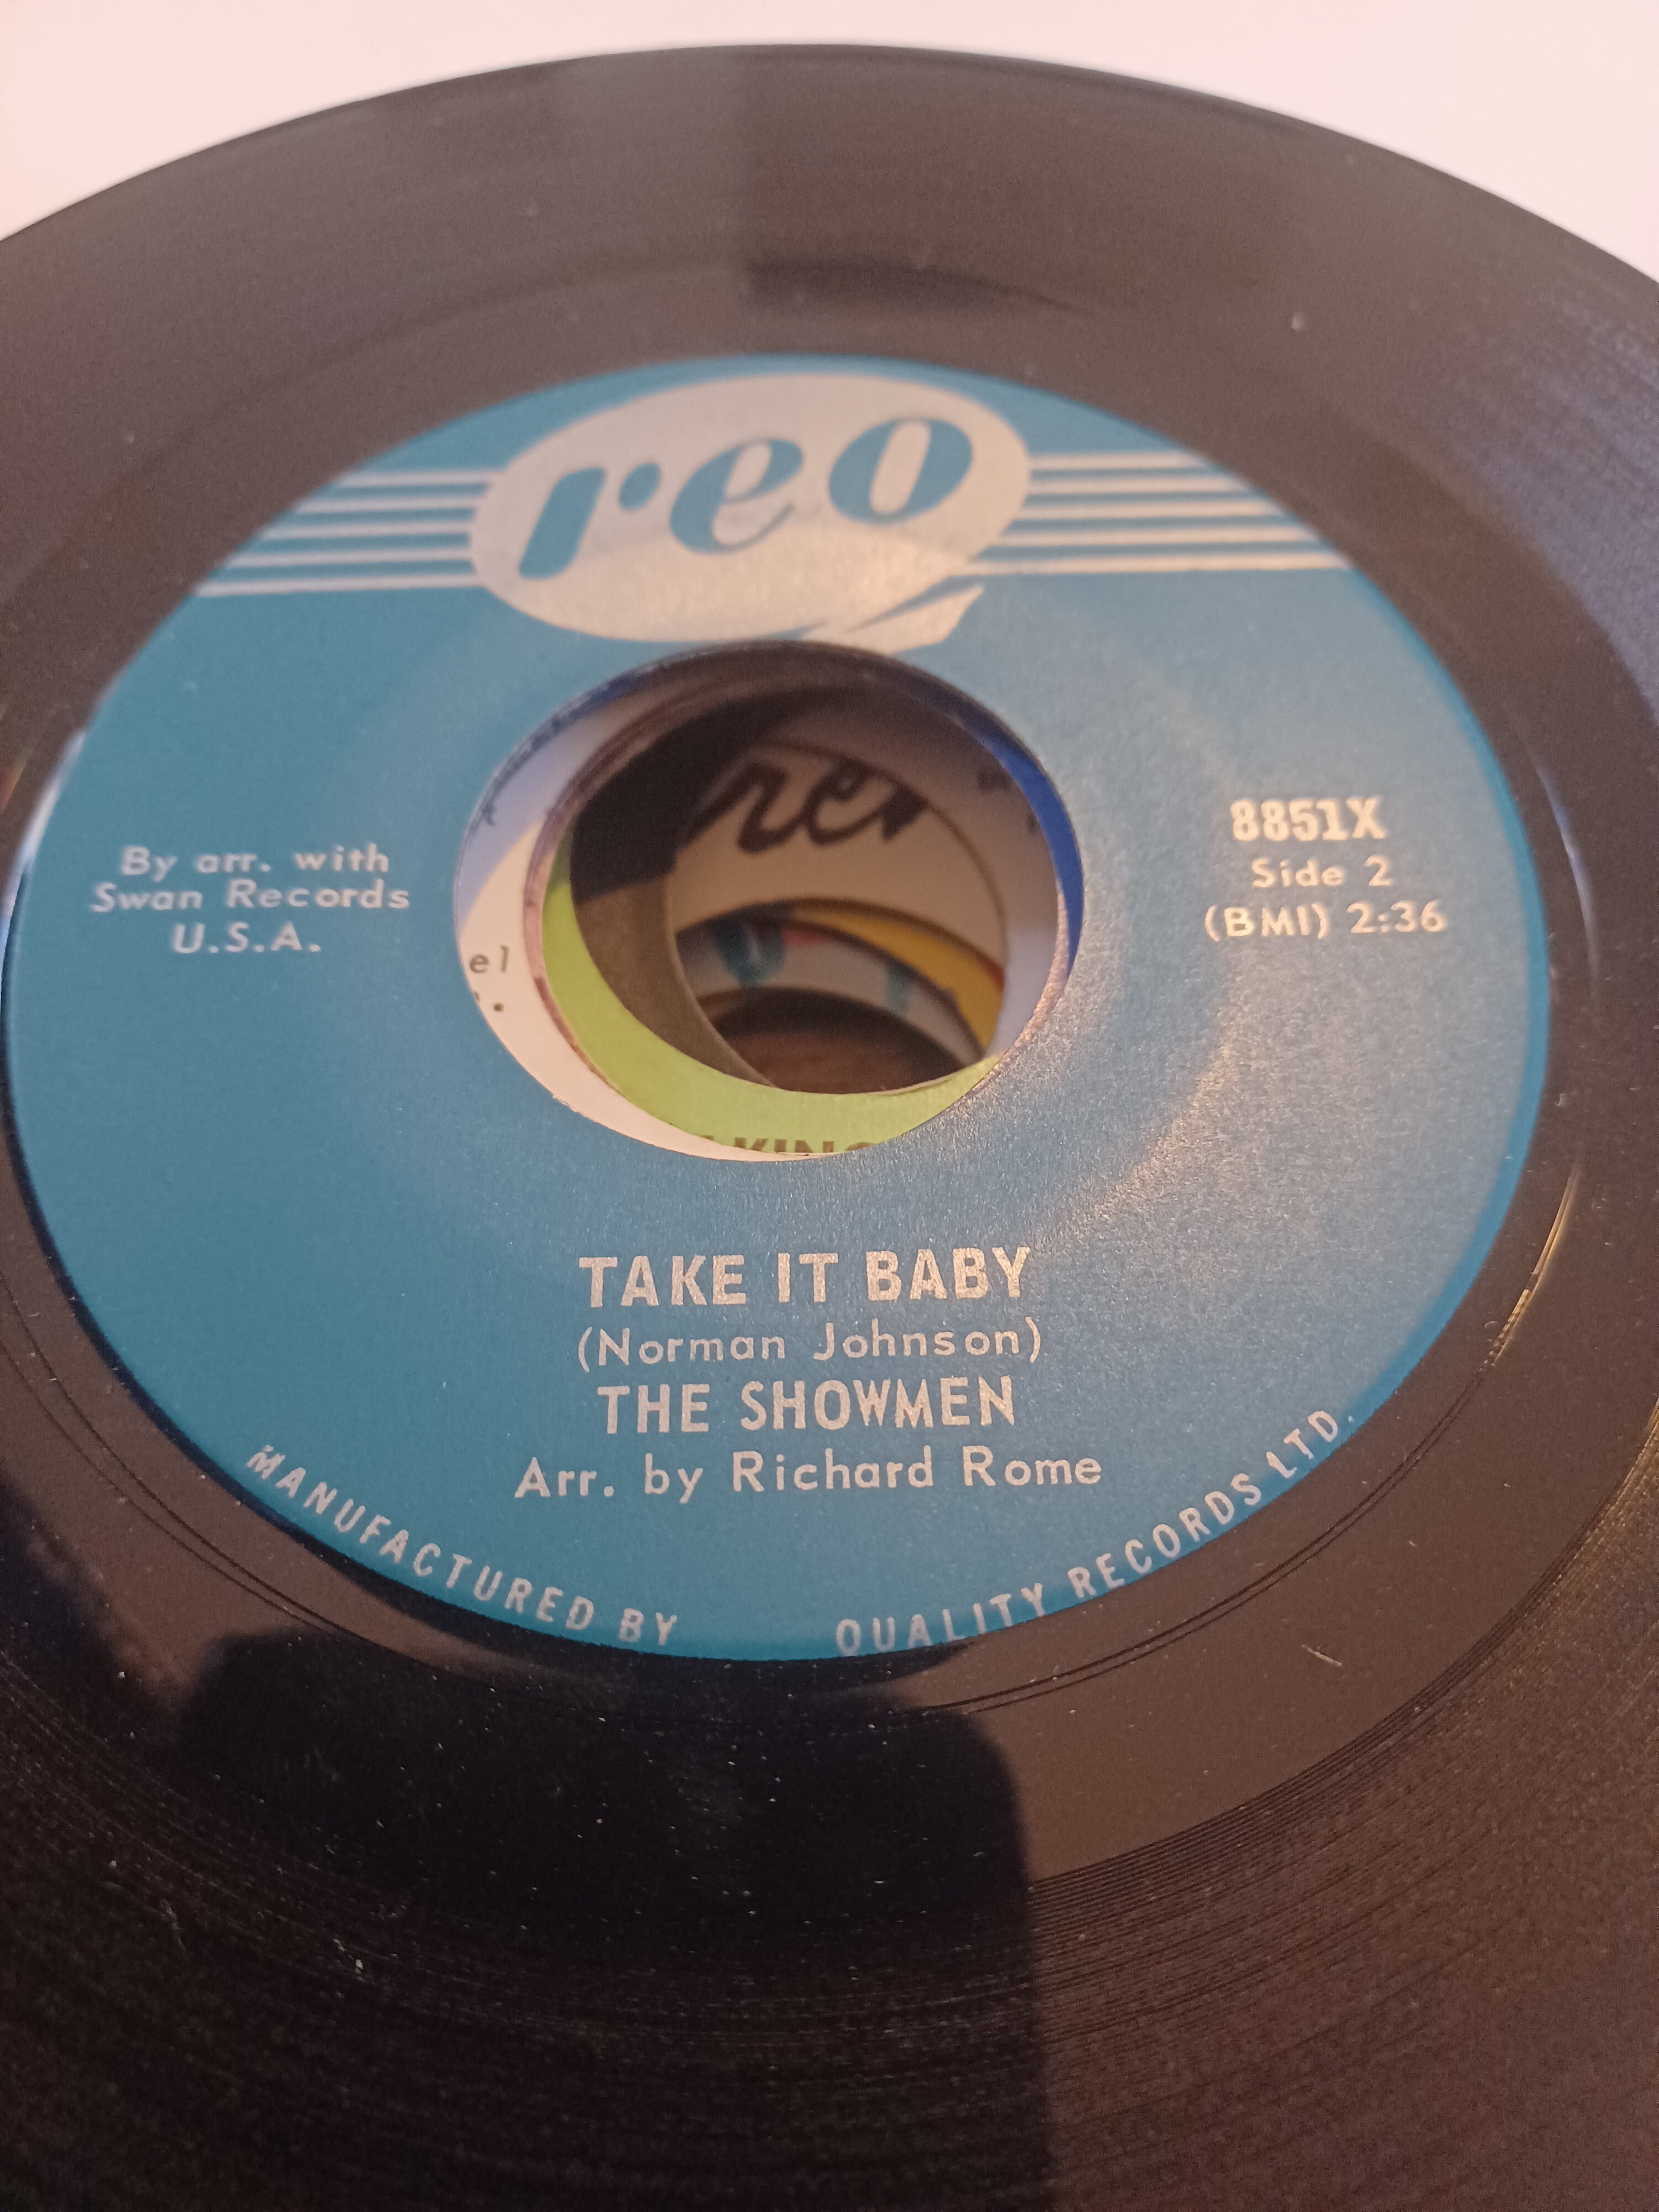 reo
By arr. with
Swan Records
U.S.A.
8851X
Side 2
(BMI) 2:36
TAKE IT BABY
(Norman Johnson)
THE SHOWMEN
Arr. by Richard Rome
MANUFACTURED BY QUALITY RECORDS LTD.